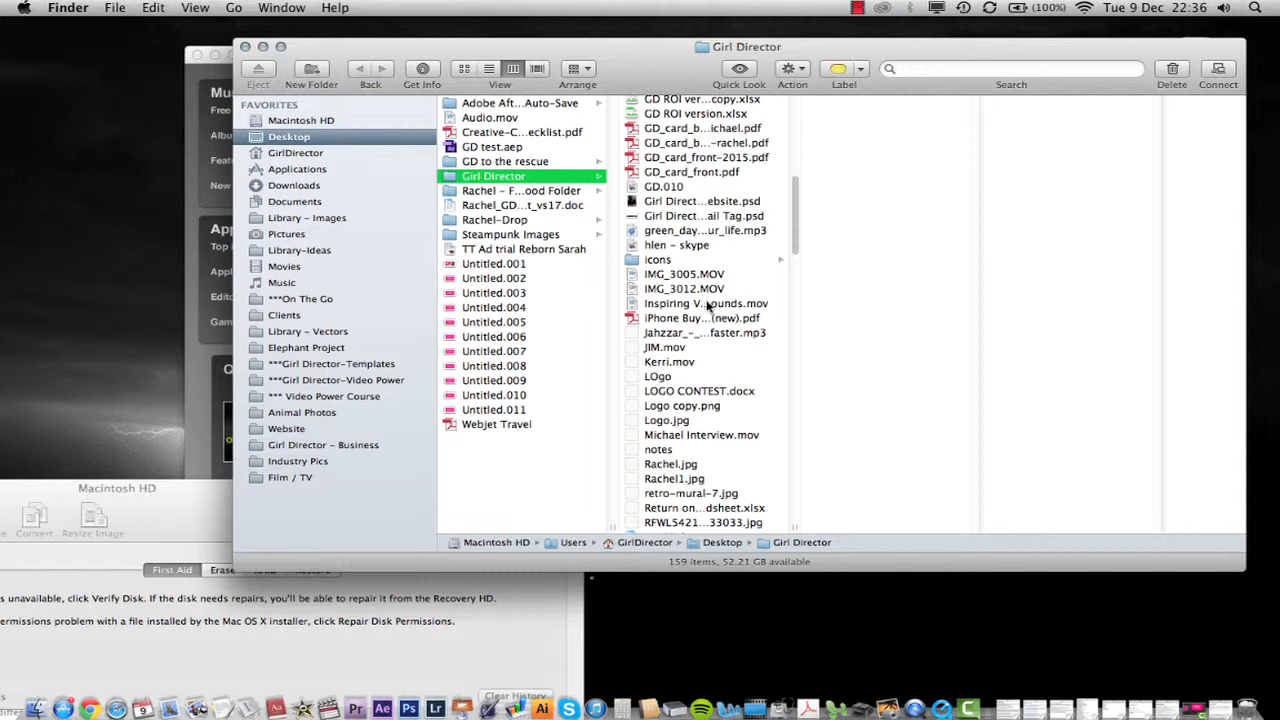 Finder File Edit View Go Window Help (100%) Tue 9 Dec 22:36
Girl Director
Eject New Folder Back Get Info View Arrange Quick Look Action Label Search Delete Connect
FAVORITES
Macintosh HD
Desktop
GirlDirector
Applications
Downloads
Documents
Library - Images
Pictures
Library-Ideas
Movies
Music
***On The Go
Clients
Library - Vectors
Elephant Project
***Girl Director-Templates
***Girl Director-Video Power
*** Video Power Course
Animal Photos
Website
Girl Director - Business
Industry Pics
Film / TV
Adobe Aft...Auto-Save
Audio.mov
Creative-C...ecklist.pdf
GD test.aep
GD to the rescue
Girl Director
Rachel - F...ood Folder
Rachel_GD...t_vs17.doc
Rachel-Drop
Steampunk Images
TT Ad trial Reborn Sarah
Untitled.001
Untitled.002
Untitled.003
Untitled.004
Untitled.005
Untitled.006
Untitled.007
Untitled.008
Untitled.009
Untitled.010
Untitled.011
Webjet Travel
GD ROI ver...copy.xlsx
GD ROI version.xlsx
GD_card_b...ichael.pdf
GD_card_b...-rachel.pdf
GD_card_front-2015.pdf
GD_card_front.pdf
GD.010
Girl Direct...ebsite.psd
Girl Direct...ail Tag.psd
green_day...ur_life.mp3
hlen - skype
Icons
IMG_3005.MOV
IMG_3012.MOV
Inspiring V...ounds.mov
iPhone Buy...(new).pdf
Jahzzar_-_...faster.mp3
JIM.mov
Kerri.mov
LOgo
LOGO CONTEST.docx
Logo copy.png
Logo.jpg
Michael Interview.mov
notes
Rachel.jpg
Rachel1.jpg
retro-mural-7.jpg
Return on...dsheet.xlsx
RFWL5421...33033.jpg
Macintosh HD Users GirlDirector Desktop Girl Director
159 items, 52.21 GB available
Macintosh HD
Convert Resize Image
First Aid Erase
s unavailable, click Verify Disk. If the disk needs repairs, you'll be able to repair it from the Recovery HD.
ermissions problem with a file installed by the Mac OS X installer, click Repair Disk Permissions.
Clear History
Pr Ae Ps Lr Ai